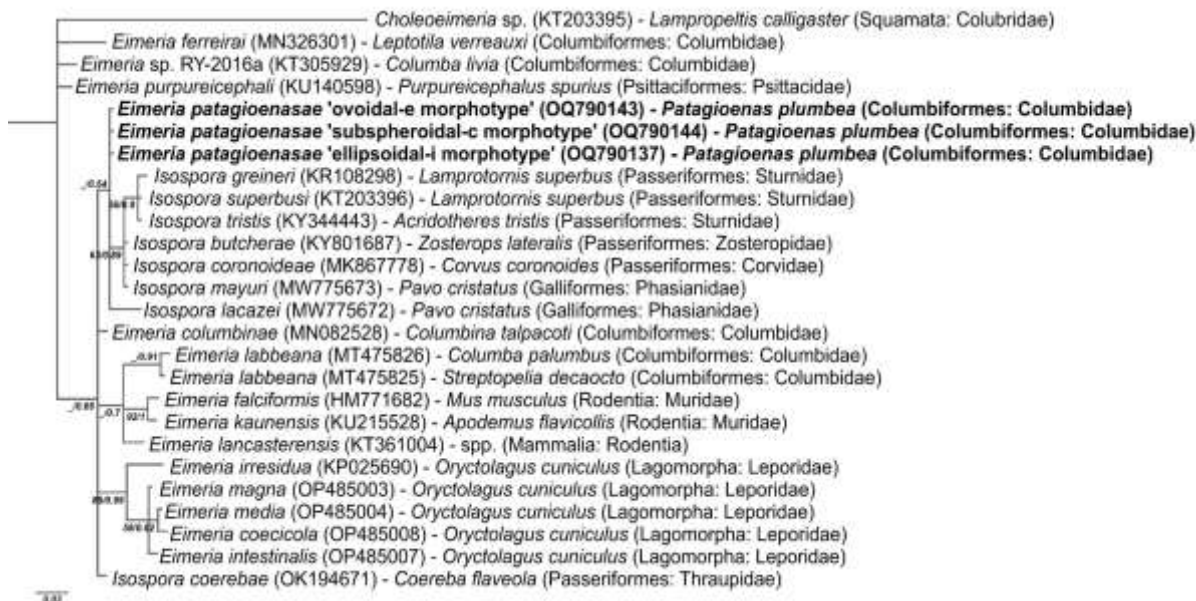 Choleoeimeria sp. (KT203395) - Lampropeltis calligaster (Squamata: Colubridae)
Eimeria ferreirai (MN326301) - Leptotila verreauxi (Columbiformes: Columbidae)
Eimeria sp. RY-2016a (KT305929) - Columba livia (Columbiformes: Columbidae)
Eimeria purpureicephali (KU140598) - Purpureicephalus spurius (Psittaciformes: Psittacidae)
Eimeria patagioenasae 'ovoidal-e morphotype' (OQ790143) - Patagioenas plumbea (Columbiformes: Columbidae)
Eimeria patagioenasae 'subspheroidal-c morphotype' (OQ790144) - Patagioenas plumbea (Columbiformes: Columbidae)
Eimeria patagioenasae 'ellipsoidal-i morphotype' (OQ790137) - Patagioenas plumbea (Columbiformes: Columbidae)
Isospora greineri (KR108298) - Lamprotornis superbus (Passeriformes: Sturnidae)
_/0.54
Isospora superbusi (KT203396) - Lamprotornis superbus (Passeriformes: Sturnidae)
Isospora tristis (KY344443) - Acridotheres tristis (Passeriformes: Sturnidae)
Isospora butcherae (KY801687) - Zosterops lateralis (Passeriformes: Zosteropidae)
Isospora coronoideae (MK867778) - Corvus coronoides (Passeriformes: Corvidae)
Isospora mayuri (MW775673) - Pavo cristatus (Galliformes: Phasianidae)
Isospora lacazei (MW775672) - Pavo cristatus (Galliformes: Phasianidae)
Eimeria columbinae (MN082528) - Columbina talpacoti (Columbiformes: Columbidae)
_/0.91
Eimeria labbeana (MT475826) - Columba palumbus (Columbiformes: Columbidae)
Eimeria labbeana (MT475825) - Streptopelia decaocto (Columbiformes: Columbidae)
Eimeria falciformis (HM771682) - Mus musculus (Rodentia: Muridae)
_/0.7
92/1
Eimeria kaunensis (KU215528) - Apodemus flavicollis (Rodentia: Muridae)
Eimeria lancasterensis (KT361004) - spp. (Mammalia: Rodentia)
Eimeria irresidua (KP025690) - Oryctolagus cuniculus (Lagomorpha: Leporidae)
Eimeria magna (OP485003) - Oryctolagus cuniculus (Lagomorpha: Leporidae)
Eimeria media (OP485004) - Oryctolagus cuniculus (Lagomorpha: Leporidae)
Eimeria coecicola (OP485008) - Oryctolagus cuniculus (Lagomorpha: Leporidae)
Eimeria intestinalis (OP485007) - Oryctolagus cuniculus (Lagomorpha: Leporidae)
Isospora coerebae (OK194671) - Coereba flaveola (Passeriformes: Thraupidae)